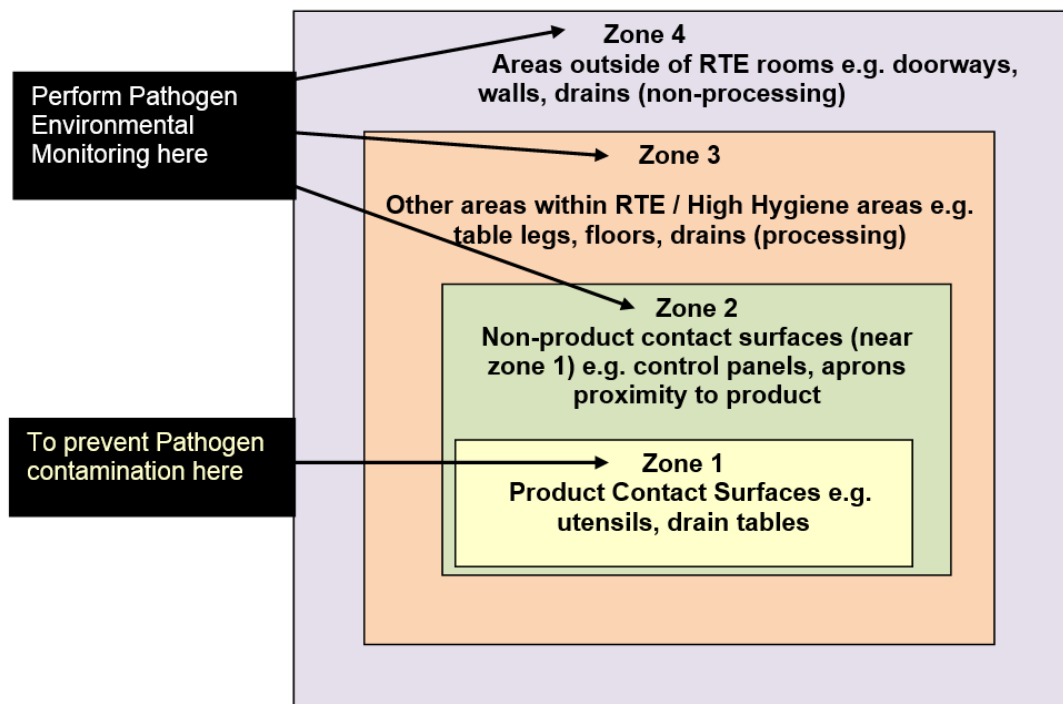 Zone 4
Areas outside of RTE rooms e.g. doorways,
walls, drains (non-processing)
Perform Pathogen
Environmental
Monitoring here
Zone 3
Other areas within RTE / High Hygiene areas e.g.
table legs, floors, drains (processing)
Zone 2
Non-product contact surfaces (near
zone 1) e.g. control panels, aprons
proximity to product
To prevent Pathogen
contamination here
Zone 1
Product Contact Surfaces e.g.
utensils, drain tables